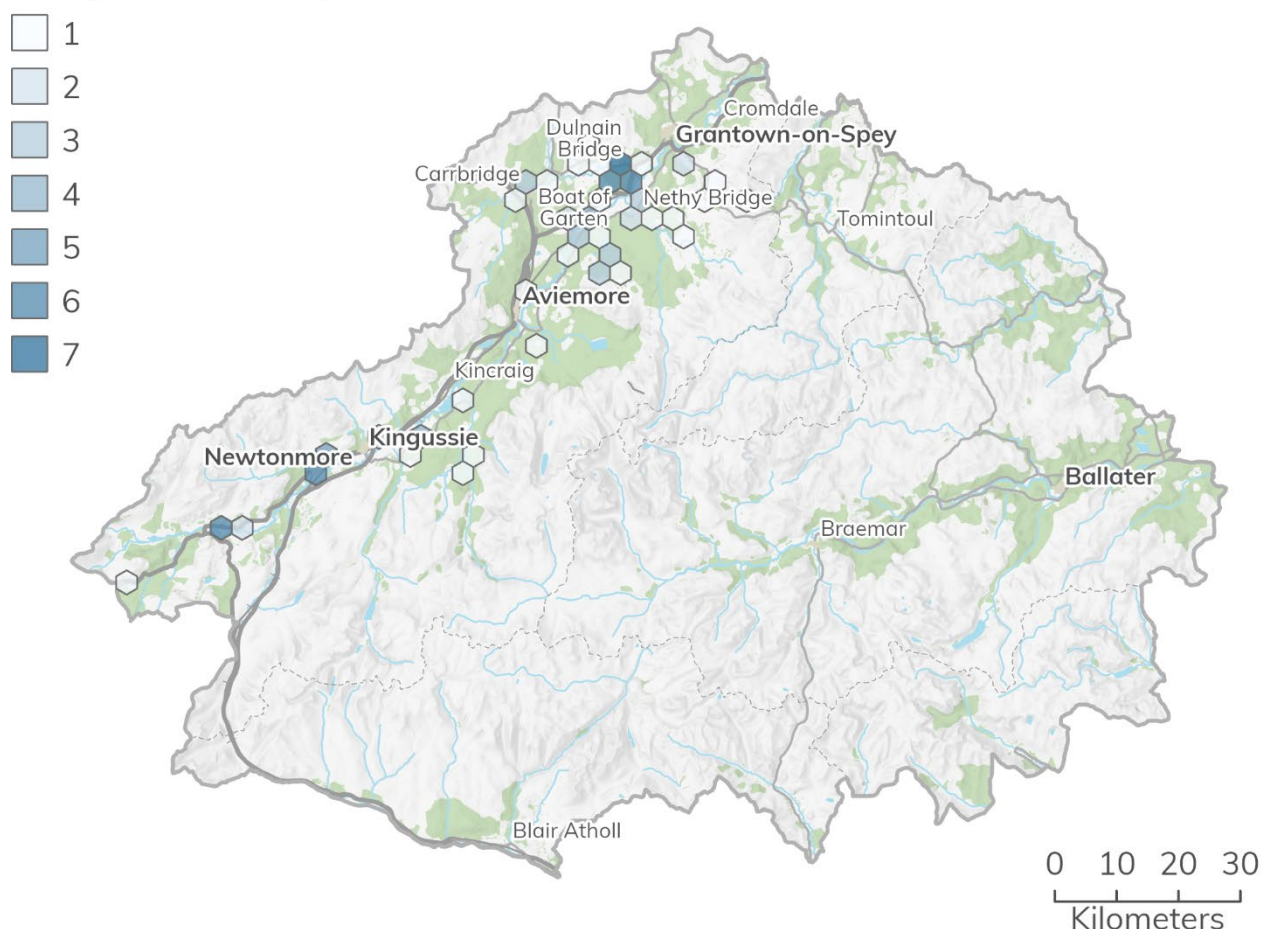 1
2
3
4
5
6
7
Cromdale
Dulnain
Bridge
Grantown-on-Spey
Carrbridge
Boat of
Garten
Nethy Bridge
Tomintoul
Aviemore
Kincraig
Kingussie
Newtonmore
Ballater
Braemar
Blair Atholl
0 10 20 30
Kilometers